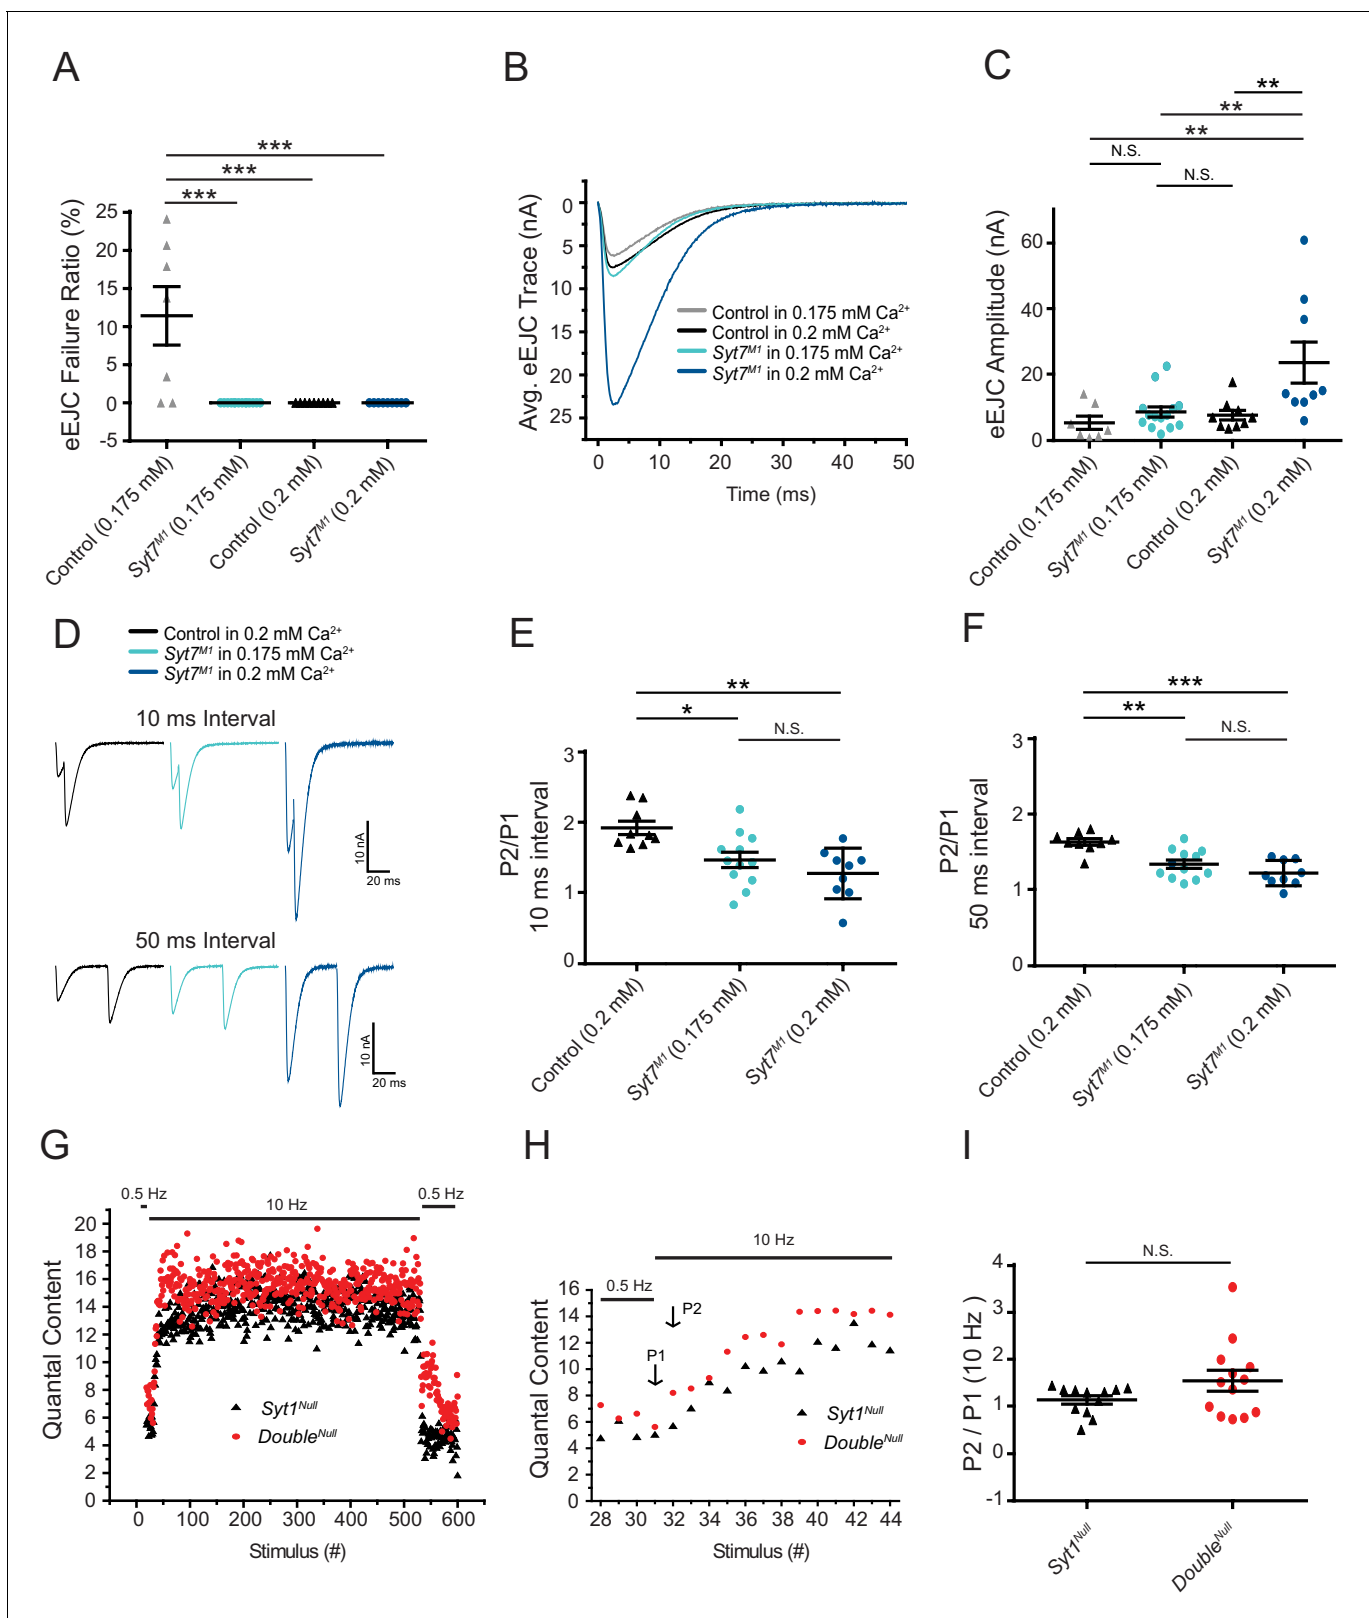 A
eEJC Failure Ratio (%)
***
***
***
25
20
15
10
5
0
-5
Control (0.175 mM)
Syt7M1 (0.175 mM)
Control (0.2 mM)
Syt7M1 (0.2 mM)
B
Avg. eEJC Trace (nA)
0
5
10
15
20
25
Control in 0.175 mM Ca2+
Control in 0.2 mM Ca2+
Syt7M1 in 0.175 mM Ca2+
Syt7M1 in 0.2 mM Ca2+
0 10 20 30 40 50
Time (ms)
C
eEJC Amplitude (nA)
**
**
**
N.S.
N.S.
60
40
20
0
Control (0.175 mM)
Syt7M1 (0.175 mM)
Control (0.2 mM)
Syt7M1 (0.2 mM)
D
Control in 0.2 mM Ca2+
Syt7M1 in 0.175 mM Ca2+
Syt7M1 in 0.2 mM Ca2+
10 ms Interval
10 nA
20 ms
50 ms Interval
10 nA
20 ms
E
P2/P1
10 ms interval
**
*
N.S.
3
2
1
0
Control (0.2 mM)
Syt7M1 (0.175 mM)
Syt7M1 (0.2 mM)
F
P2/P1
50 ms interval
***
**
N.S.
3
2
1
0
Control (0.2 mM)
Syt7M1 (0.175 mM)
Syt7M1 (0.2 mM)
G
0.5 Hz
10 Hz
0.5 Hz
Quantal Content
20
18
16
14
12
10
8
6
4
2
0
Syt1Null
DoubleNull
0 100 200 300 400 500 600
Stimulus (#)
H
10 Hz
0.5 Hz
P2
P1
Quantal Content
16
14
12
10
8
6
4
2
0
Syt1Null
DoubleNull
28 30 32 34 36 38 40 42 44
Stimulus (#)
I
N.S.
P2 / P1 (10 Hz )
4
3
2
1
0
-1
Syt1Null
DoubleNull